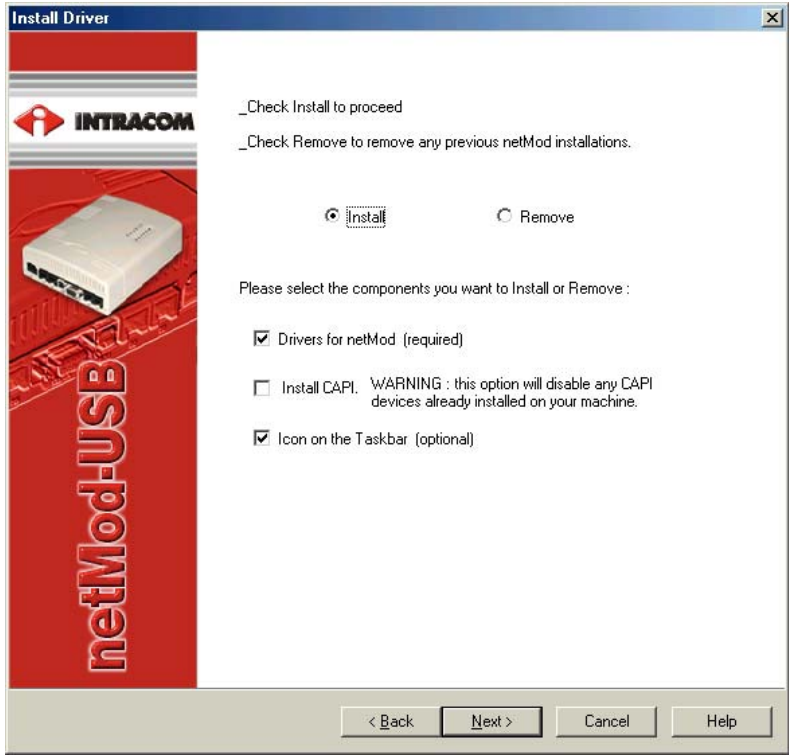 Install Driver
INTRACOM
_Check Install to proceed
_Check Remove to remove any previous netMod installations.
Install
Remove
Please select the components you want to Install or Remove :
Drivers for netMod (required)
Install CAPI. WARNING : this option will disable any CAPI
devices already installed on your machine.
Icon on the Taskbar (optional)
netMod-USB
< Back
Next >
Cancel
Help